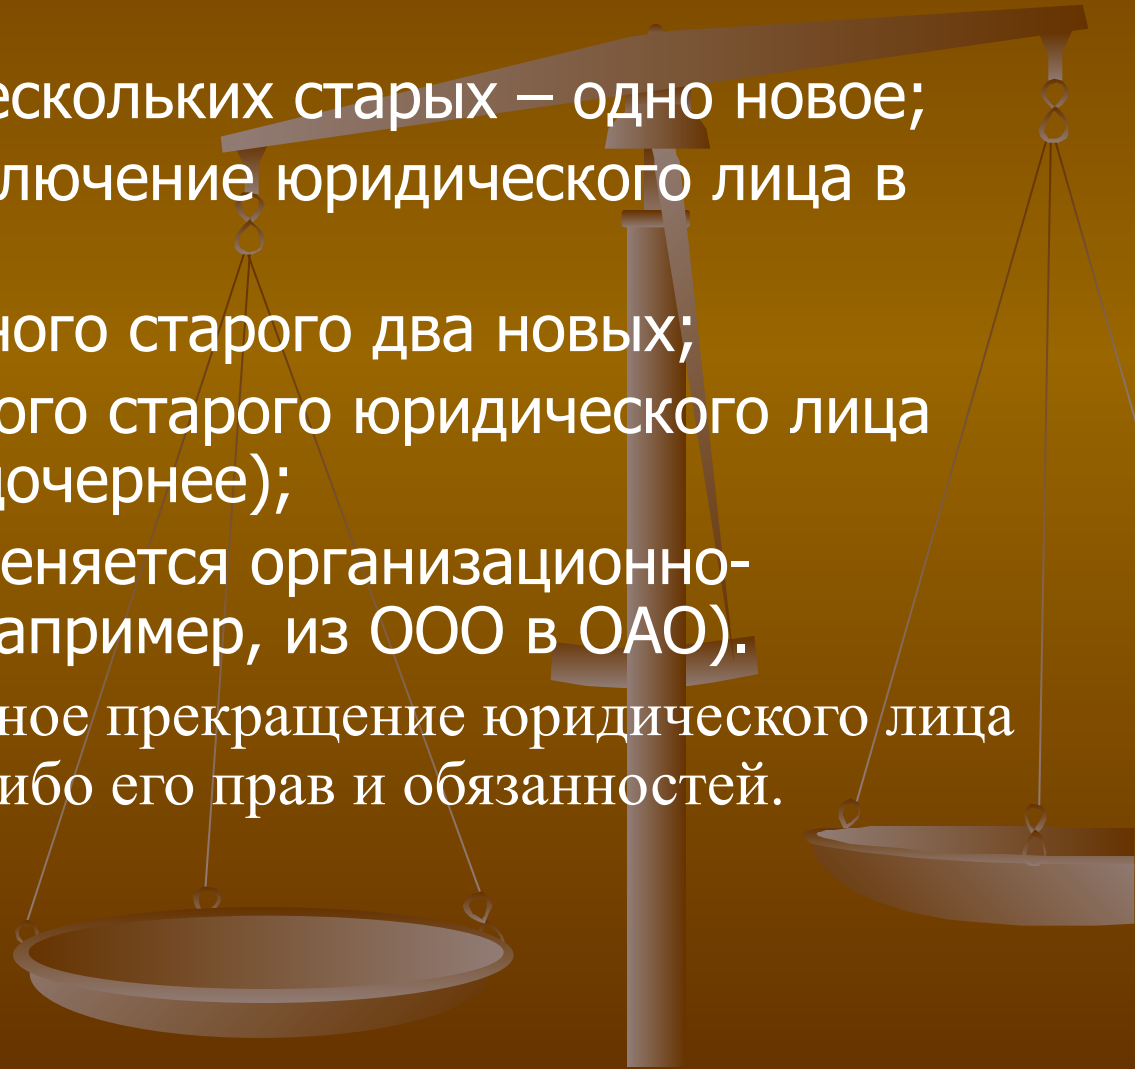 ескольких старых – одно новое;
лючение юридического лица в
ного старого два новых;
ого старого юридического лица
дочернее);
еняется организационно-
апример, из ООО в ОАО).
ное прекращение юридического лица
ибо его прав и обязанностей.